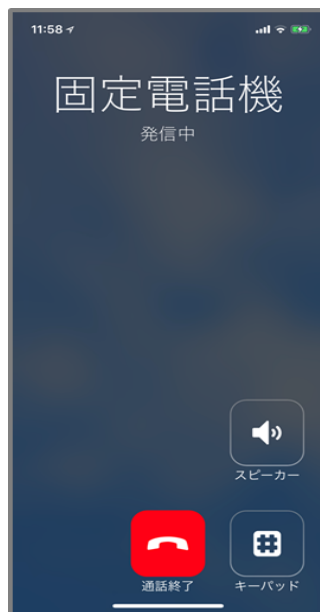 11:58
固定電話機
発信中
スピーカー
通話終了
キーパッド